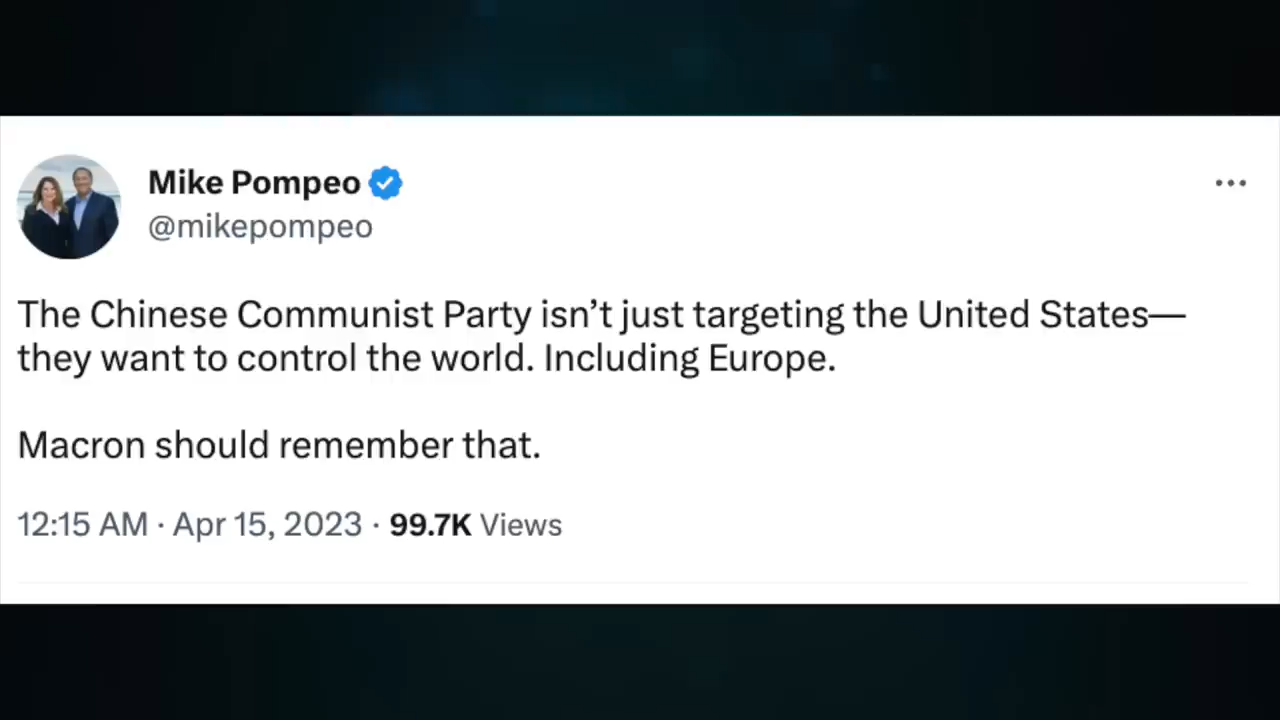 Mike Pompeo
@mikepompeo
The Chinese Communist Party isn’t just targeting the United States—
they want to control the world. Including Europe.
Macron should remember that.
12:15 AM · Apr 15, 2023 · 99.7K Views